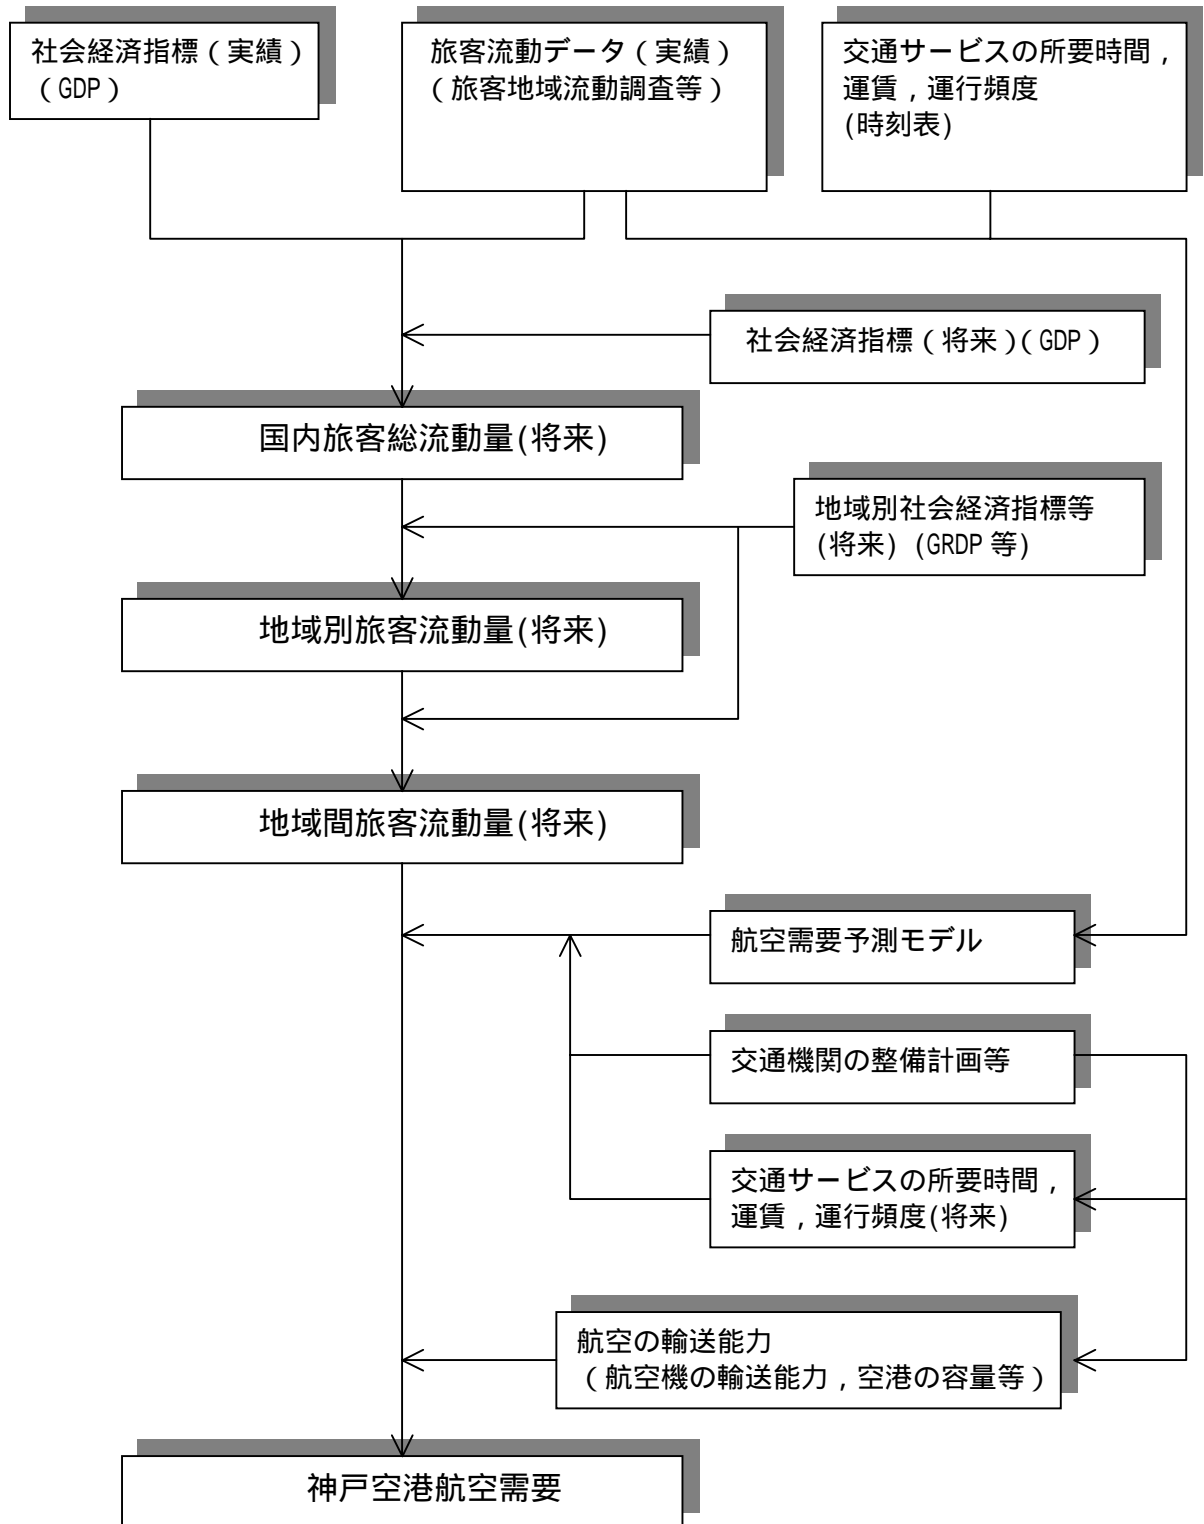 社会経済指標（実績）
（GDP）
旅客流動データ（実績）
（旅客地域流動調査等）
交通サービスの所要時間，
運賃，運行頻度
(時刻表)
社会経済指標（将来）(GDP）
国内旅客総流動量(将来)
地域別社会経済指標等
(将来) (GRDP 等)
地域別旅客流動量(将来)
地域間旅客流動量(将来)
航空需要予測モデル
交通機関の整備計画等
交通サービスの所要時間，
運賃，運行頻度(将来)
航空の輸送能力
（航空機の輸送能力，空港の容量等）
神戸空港航空需要